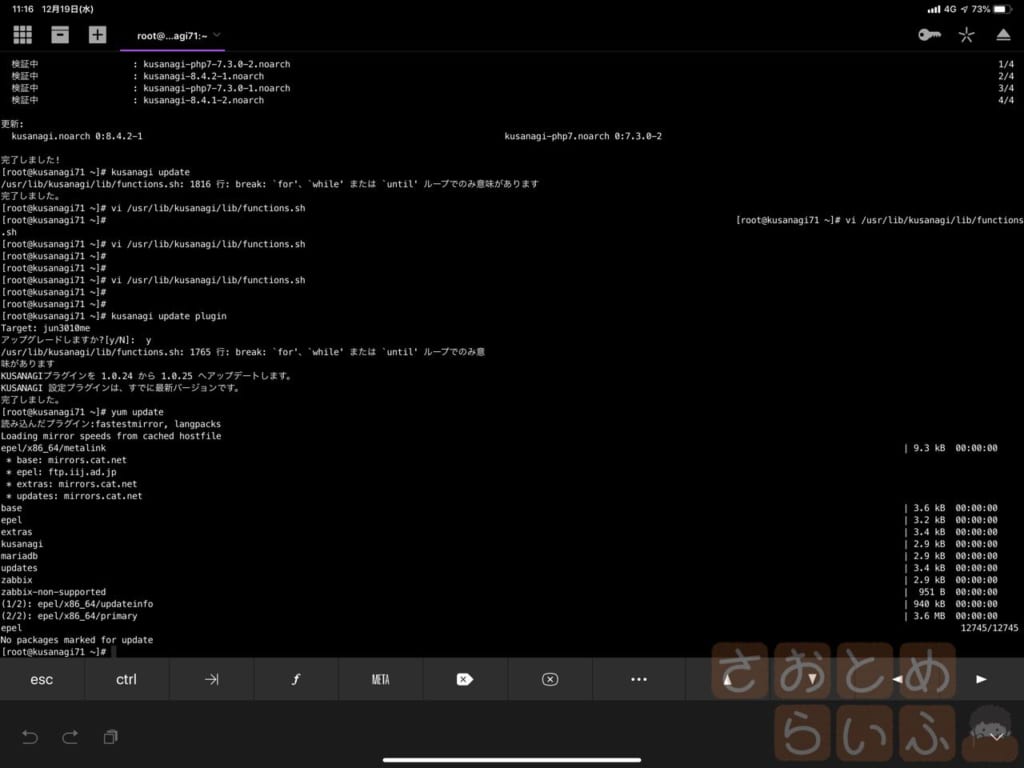 11:16 12月19日(水)
4G 73%
root@...agi71:~
検証中 : kusanagi-php7-7.3.0-2.noarch 1/4
検証中 : kusanagi-8.4.2-1.noarch 2/4
検証中 : kusanagi-php7-7.3.0-1.noarch 3/4
検証中 : kusanagi-8.4.1-2.noarch 4/4
更新:
kusanagi.noarch 0:8.4.2-1 kusanagi-php7.noarch 0:7.3.0-2
完了しました!
[root@kusanagi71 ~]# kusanagi update
/usr/lib/kusanagi/lib/functions.sh: 1816 行: break: `for'、`while' または `until' ループでのみ意味があります
完了しました。
[root@kusanagi71 ~]# vi /usr/lib/kusanagi/lib/functions.sh
[root@kusanagi71 ~]# [root@kusanagi71 ~]# vi /usr/lib/kusanagi/lib/functions
.sh
[root@kusanagi71 ~]# vi /usr/lib/kusanagi/lib/functions.sh
[root@kusanagi71 ~]#
[root@kusanagi71 ~]#
[root@kusanagi71 ~]# vi /usr/lib/kusanagi/lib/functions.sh
[root@kusanagi71 ~]#
[root@kusanagi71 ~]#
[root@kusanagi71 ~]# kusanagi update plugin
Target: jun3010me
アップグレードしますか?[y/N]: y
/usr/lib/kusanagi/lib/functions.sh: 1765 行: break: `for'、`while' または `until' ループでのみ意
味があります
KUSANAGIプラグインを 1.0.24 から 1.0.25 へアップデートします。
KUSANAGI 設定プラグインは、すでに最新バージョンです。
完了しました。
[root@kusanagi71 ~]# yum update
読み込んだプラグイン:fastestmirror, langpacks
Loading mirror speeds from cached hostfile
epel/x86_64/metalink | 9.3 kB 00:00:00
* base: mirrors.cat.net
* epel: ftp.iij.ad.jp
* extras: mirrors.cat.net
* updates: mirrors.cat.net
base | 3.6 kB 00:00:00
epel | 3.2 kB 00:00:00
extras | 3.4 kB 00:00:00
kusanagi | 2.9 kB 00:00:00
mariadb | 2.9 kB 00:00:00
updates | 3.4 kB 00:00:00
zabbix | 2.9 kB 00:00:00
zabbix-non-supported | 951 B 00:00:00
(1/2): epel/x86_64/updateinfo | 940 kB 00:00:00
(2/2): epel/x86_64/primary | 3.6 MB 00:00:00
epel 12745/12745
No packages marked for update
[root@kusanagi71 ~]#
esc ctrl f META
さおとめ
らいふ